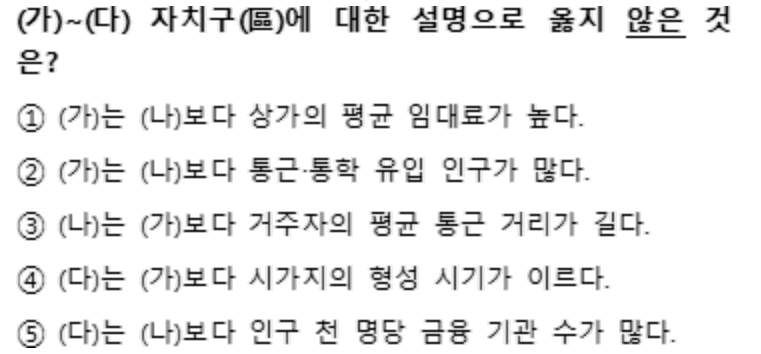 (가)~(다) 자치구(區)에 대한 설명으로 옳지 않은 것
은?
① (가)는 (나)보다 상가의 평균 임대료가 높다.
② (가)는 (나)보다 통근·통학 유입 인구가 많다.
③ (나)는 (가)보다 거주자의 평균 통근 거리가 길다.
④ (다)는 (가)보다 시가지의 형성 시기가 이르다.
⑤ (다)는 (나)보다 인구 천 명당 금융 기관 수가 많다.